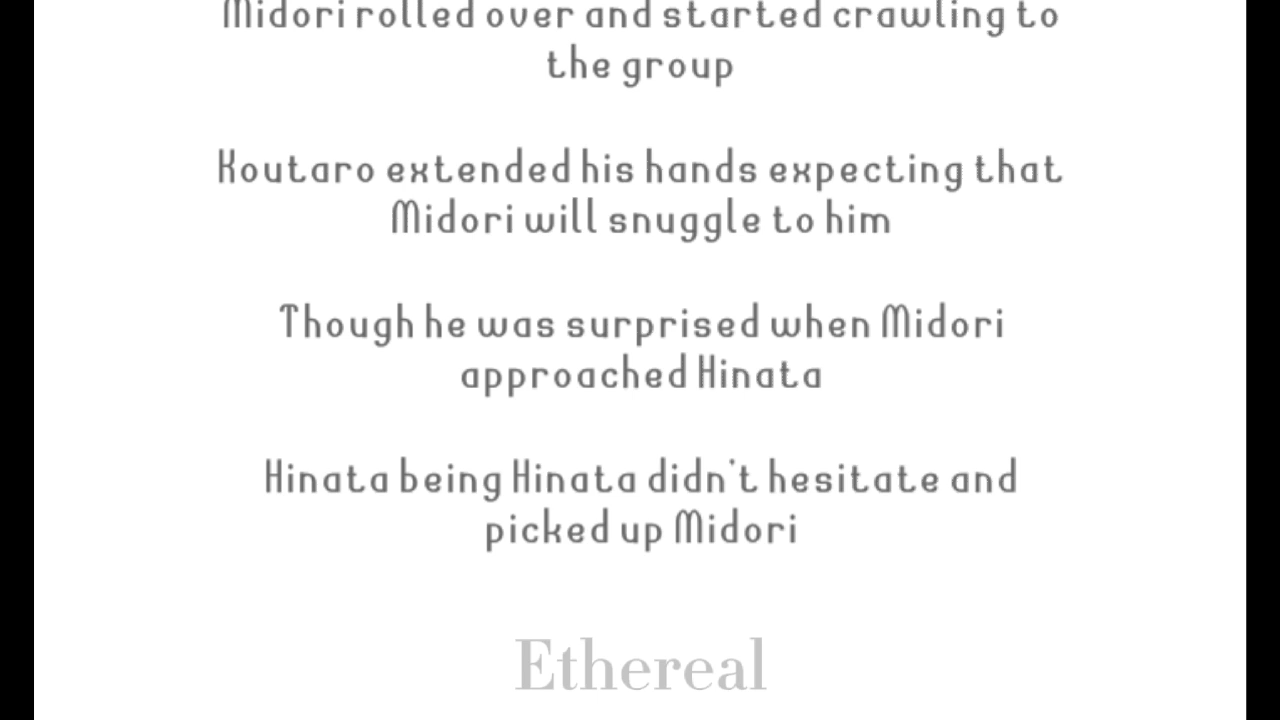 Midori rolled over and started crawling to
the group
Koutaro extended his hands expecting that
Midori will snuggle to him
Though he was surprised when Midori
approached Hinata
Hinata being Hinata didn't hesitate and
picked up Midori
Ethereal